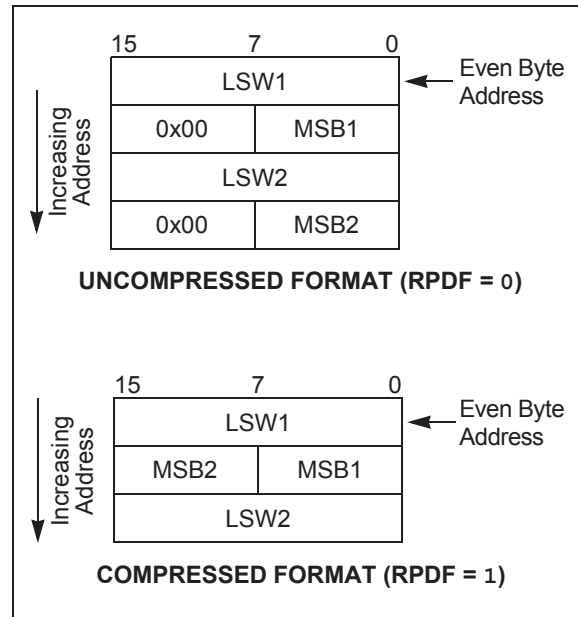 15 7 0
LSW1
Even Byte
Address
0x00 MSB1
LSW2
0x00 MSB2
Increasing
Address
UNCOMPRESSED FORMAT (RPDF = 0)
15 7 0
LSW1
Even Byte
Address
MSB2 MSB1
LSW2
Increasing
Address
COMPRESSED FORMAT (RPDF = 1)